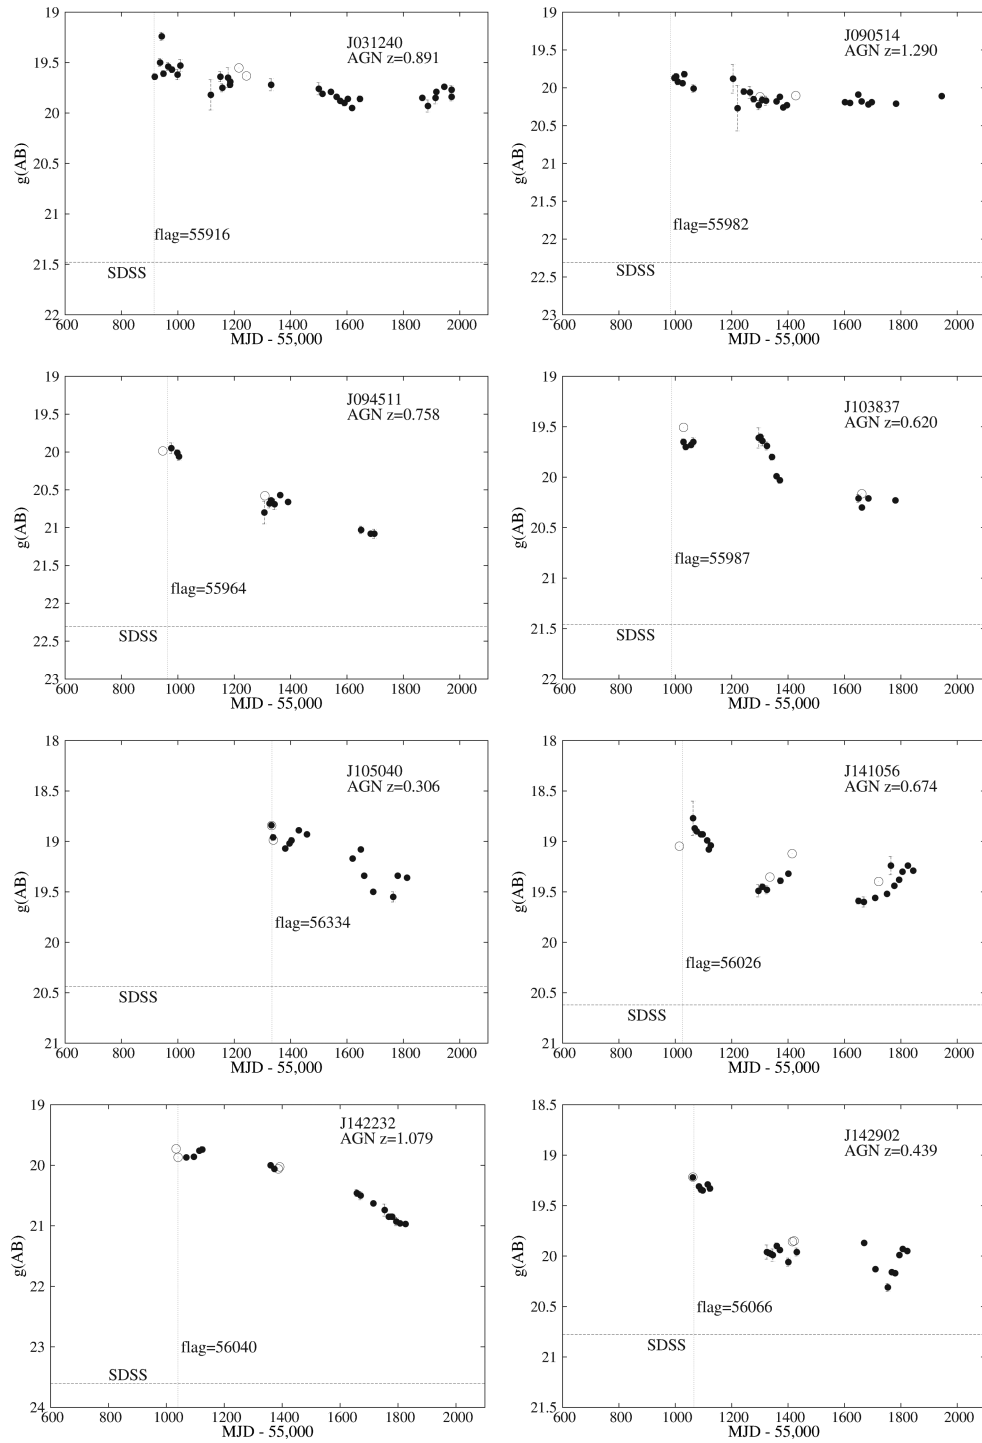 19
19.5
20
20.5
21
21.5
22
g(AB)
J031240
AGN z=0.891
flag=55916
SDSS
600 800 1000 1200 1400 1600 1800 2000
MJD - 55,000
19
19.5
20
20.5
21
21.5
22
22.5
23
g(AB)
J090514
AGN z=1.290
flag=55982
SDSS
600 800 1000 1200 1400 1600 1800 2000
MJD - 55,000
19
19.5
20
20.5
21
21.5
22
22.5
23
g(AB)
J094511
AGN z=0.758
flag=55964
SDSS
600 800 1000 1200 1400 1600 1800 2000
MJD - 55,000
19
19.5
20
20.5
21
21.5
22
g(AB)
J103837
AGN z=0.620
flag=55987
SDSS
600 800 1000 1200 1400 1600 1800 2000
MJD - 55,000
18
18.5
19
19.5
20
20.5
21
g(AB)
J105040
AGN z=0.306
flag=56334
SDSS
600 800 1000 1200 1400 1600 1800 2000
MJD - 55,000
18
18.5
19
19.5
20
20.5
21
g(AB)
J141056
AGN z=0.674
flag=56026
SDSS
600 800 1000 1200 1400 1600 1800 2000
MJD - 55,000
19
20
21
22
23
24
g(AB)
J142232
AGN z=1.079
flag=56040
SDSS
600 800 1000 1200 1400 1600 1800 2000
MJD - 55,000
18.5
19
19.5
20
20.5
21
21.5
g(AB)
J142902
AGN z=0.439
flag=56066
SDSS
600 800 1000 1200 1400 1600 1800 2000
MJD - 55,000